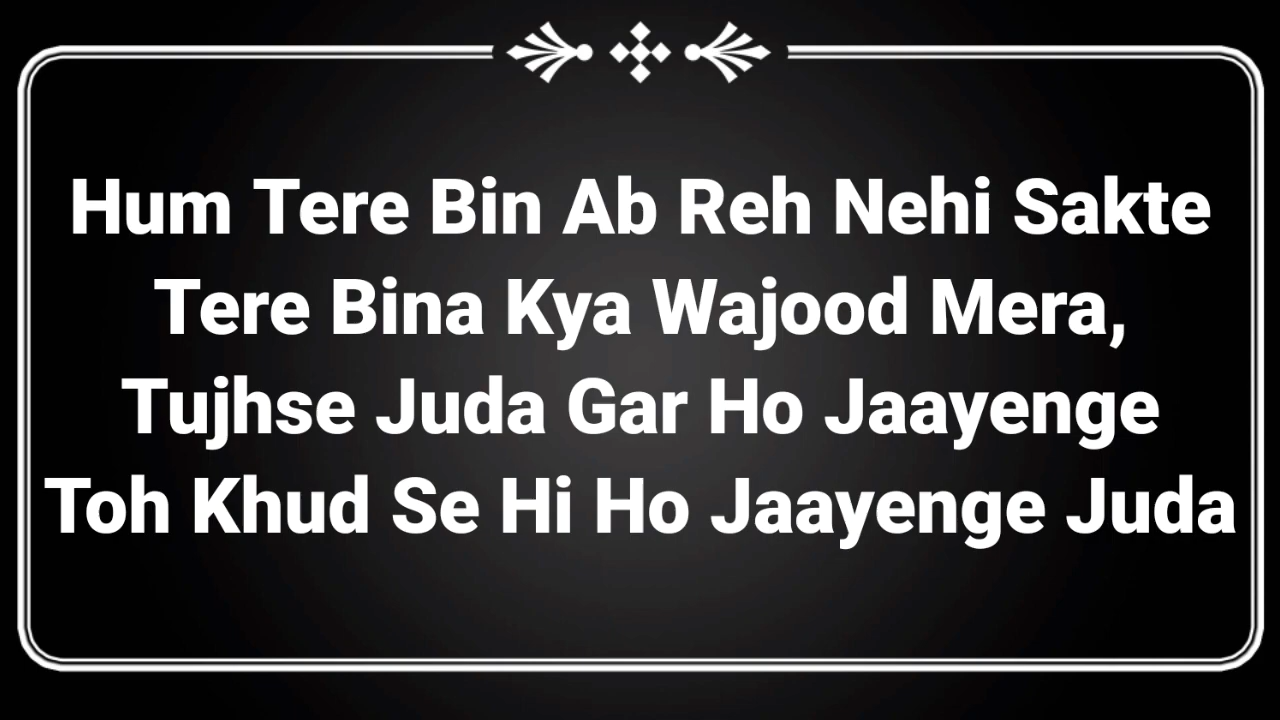 Hum Tere Bin Ab Reh Nehi Sakte
Tere Bina Kya Wajood Mera,
Tujhse Juda Gar Ho Jaayenge
Toh Khud Se Hi Ho Jaayenge Juda